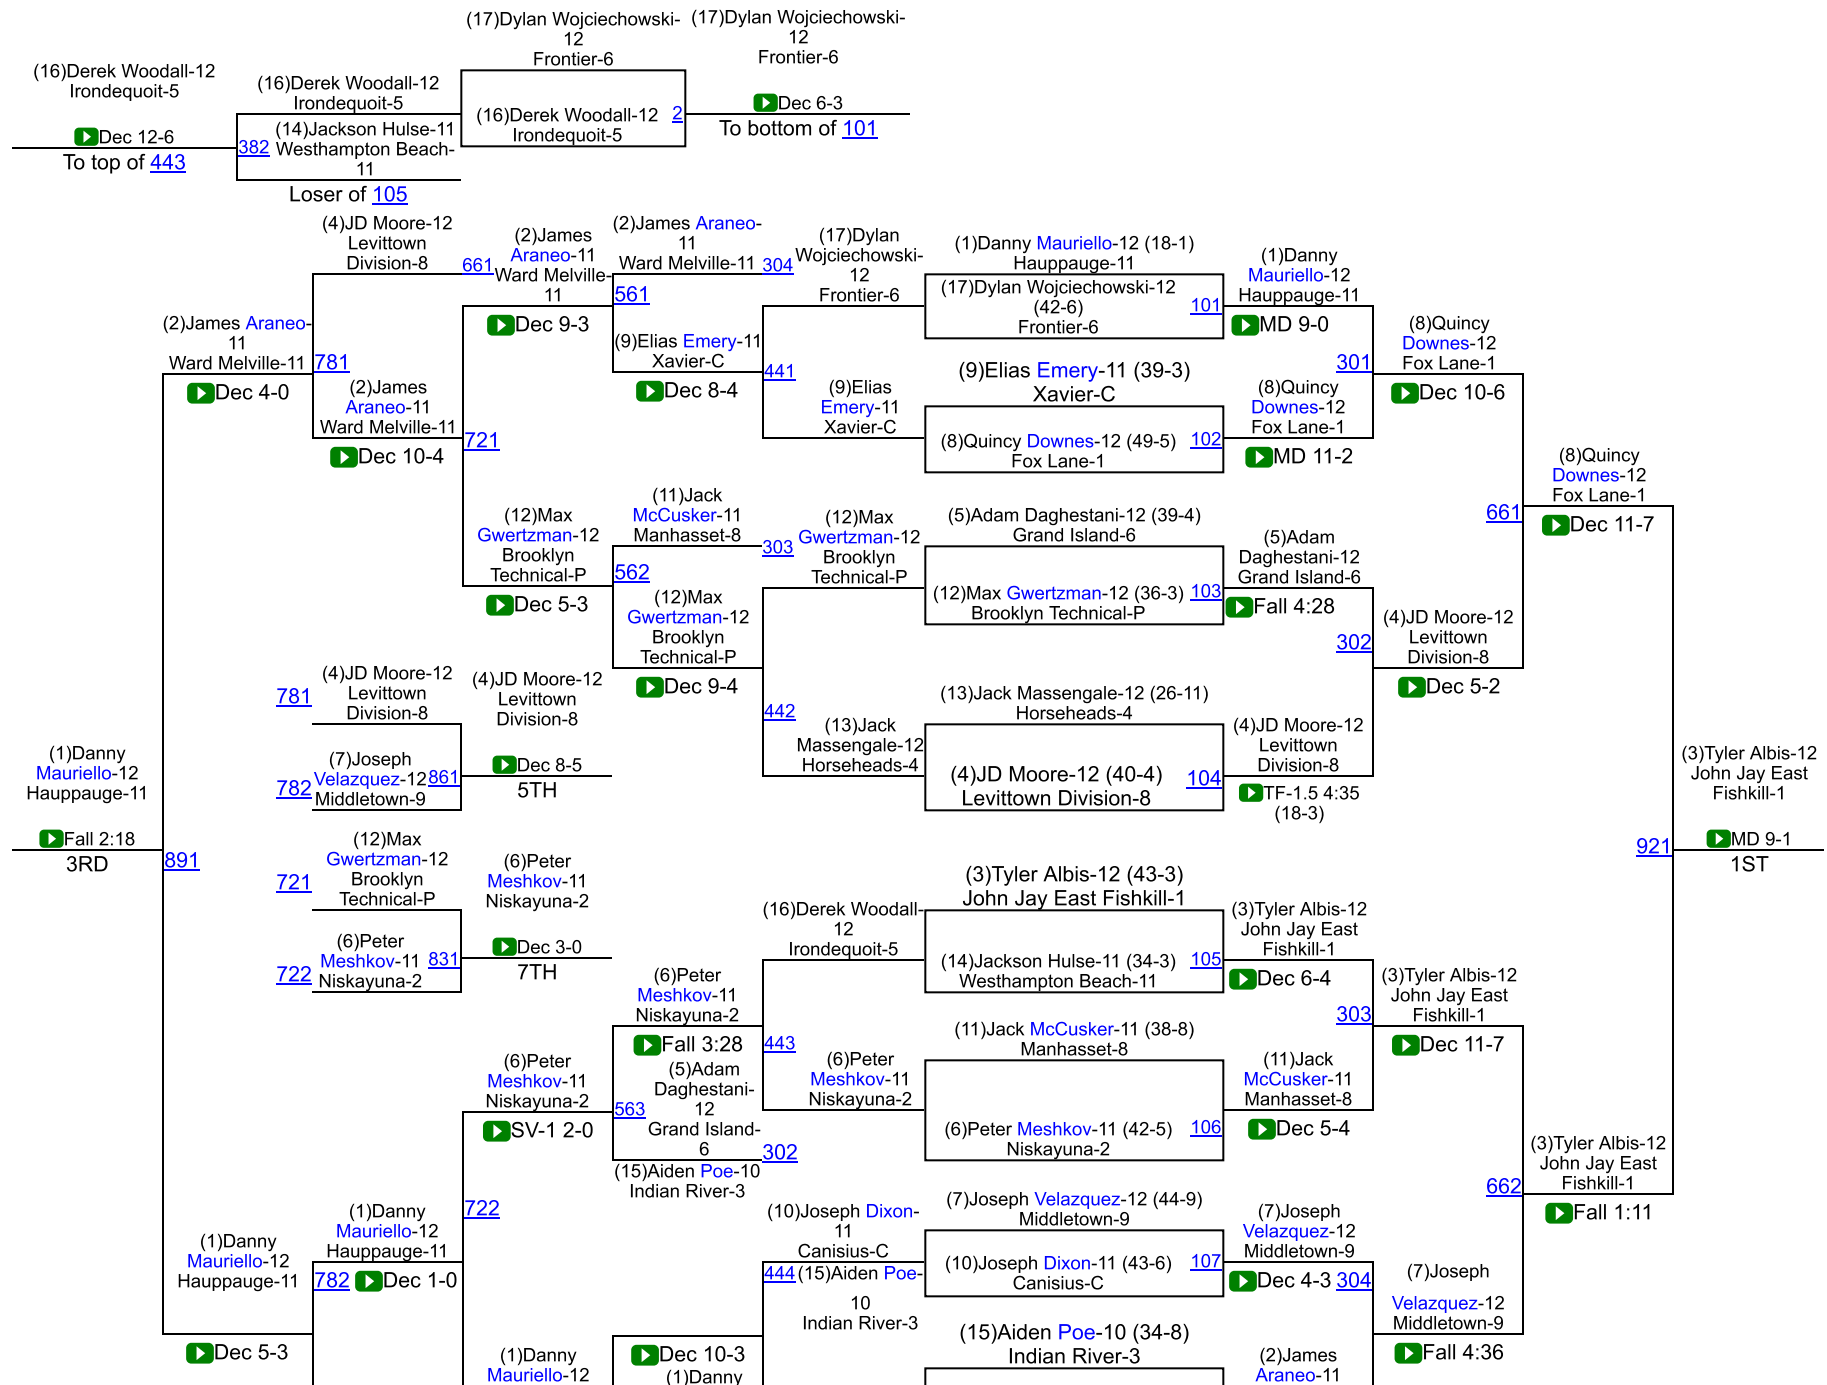 (17)Dylan Wojciechowski-
12
Frontier-6
(17)Dylan Wojciechowski-
12
Frontier-6
(16)Derek Woodall-12
Irondequoit-5
(16)Derek Woodall-12
Irondequoit-5
(16)Derek Woodall-12
Irondequoit-5
2
Dec 6-3
To bottom of 101
Dec 12-6
To top of 443
382
(14)Jackson Hulse-11
Westhampton Beach-
11
Loser of 105
(4)JD Moore-12
Levittown
Division-8
661
(2)James
Araneo-11
Ward Melville-
11
(2)James Araneo-
11
Ward Melville-11
304
(17)Dylan
Wojciechowski-
12
Frontier-6
(1)Danny Mauriello-12 (18-1)
Hauppauge-11
(17)Dylan Wojciechowski-12
(42-6)
Frontier-6
101
(1)Danny
Mauriello-12
Hauppauge-11
MD 9-0
561
Dec 9-3
(9)Elias Emery-11
Xavier-C
Dec 8-4
441
(9)Elias
Emery-11
Xavier-C
(9)Elias Emery-11 (39-3)
Xavier-C
(8)Quincy Downes-12 (49-5)
Fox Lane-1
102
(8)Quincy
Downes-12
Fox Lane-1
MD 11-2
301
(8)Quincy
Downes-12
Fox Lane-1
Dec 10-6
(2)James Araneo-
11
Ward Melville-11
Dec 4-0
781
(2)James
Araneo-11
Ward Melville-11
Dec 10-4
721
(8)Quincy
Downes-12
Fox Lane-1
Dec 11-7
661
(12)Max
Gwertzman-12
Brooklyn
Technical-P
Dec 5-3
(11)Jack
McCusker-11
Manhasset-8
303
562
(12)Max
Gwertzman-12
Brooklyn
Technical-P
Dec 9-4
(12)Max
Gwertzman-12
Brooklyn
Technical-P
(5)Adam Daghestani-12 (39-4)
Grand Island-6
(12)Max Gwertzman-12 (36-3)
Brooklyn Technical-P
103
(5)Adam
Daghestani-12
Grand Island-6
Fall 4:28
302
(4)JD Moore-12
Levittown
Division-8
Dec 5-2
442
(13)Jack
Massengale-12
Horseheads-4
(13)Jack Massengale-12 (26-11)
Horseheads-4
(4)JD Moore-12 (40-4)
Levittown Division-8
104
(4)JD Moore-12
Levittown
Division-8
TF-1.5 4:35
(18-3)
781
(4)JD Moore-12
Levittown
Division-8
(4)JD Moore-12
Levittown
Division-8
782
(7)Joseph
Velazquez-12
Middletown-9
861
Dec 8-5
5TH
(1)Danny
Mauriello-12
Hauppauge-11
Fall 2:18
3RD
891
721
(12)Max
Gwertzman-12
Brooklyn
Technical-P
(6)Peter
Meshkov-11
Niskayuna-2
722
(6)Peter
Meshkov-11
Niskayuna-2
831
Dec 3-0
7TH
(3)Tyler Albis-12
John Jay East
Fishkill-1
921
MD 9-1
1ST
(16)Derek Woodall-
12
Irondequoit-5
(3)Tyler Albis-12 (43-3)
John Jay East Fishkill-1
(14)Jackson Hulse-11 (34-3)
Westhampton Beach-11
105
(3)Tyler Albis-12
John Jay East
Fishkill-1
Dec 6-4
303
(3)Tyler Albis-12
John Jay East
Fishkill-1
Dec 11-7
(6)Peter
Meshkov-11
Niskayuna-2
Fall 3:28
443
(6)Peter
Meshkov-11
Niskayuna-2
(11)Jack McCusker-11 (38-8)
Manhasset-8
(6)Peter Meshkov-11 (42-5)
Niskayuna-2
106
(11)Jack
McCusker-11
Manhasset-8
Dec 5-4
(6)Peter
Meshkov-11
Niskayuna-2
SV-1 2-0
563
(5)Adam
Daghestani-
12
Grand Island-
6
302
(15)Aiden Poe-10
Indian River-3
722
(3)Tyler Albis-12
John Jay East
Fishkill-1
Fall 1:11
662
(10)Joseph Dixon-
11
Canisius-C
444
(15)Aiden Poe-
10
Indian River-3
(7)Joseph Velazquez-12 (44-9)
Middletown-9
(10)Joseph Dixon-11 (43-6)
Canisius-C
107
(7)Joseph
Velazquez-12
Middletown-9
Dec 4-3
304
(7)Joseph
Velazquez-12
Middletown-9
Fall 4:36
(1)Danny
Mauriello-12
Hauppauge-11
Dec 5-3
(1)Danny
Mauriello-12
Hauppauge-11
782
Dec 1-0
(1)Danny
Mauriello-12
Dec 10-3
(1)Danny
(15)Aiden Poe-10 (34-8)
Indian River-3
(2)James
Araneo-11